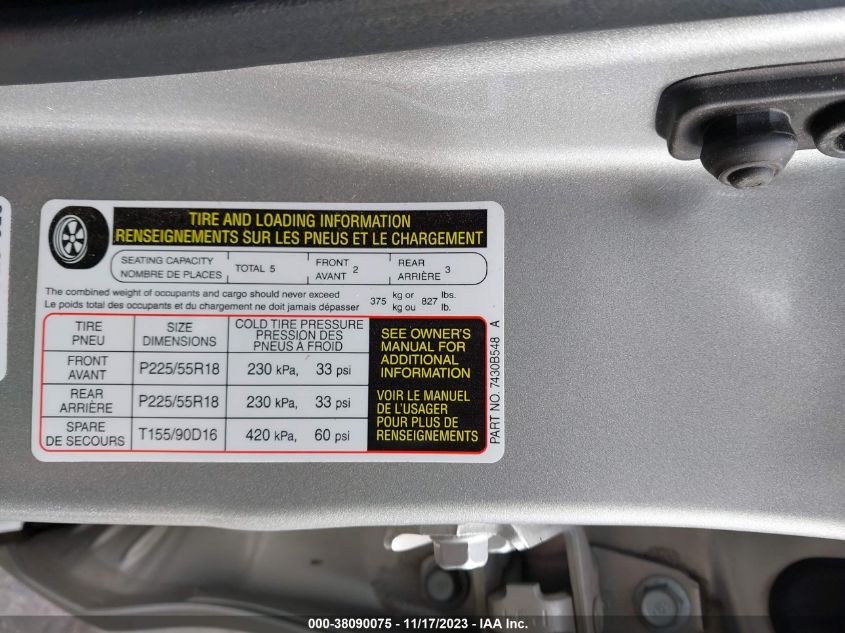 TIRE AND LOADING INFORMATION
RENSEIGNEMENTS SUR LES PNEUS ET LE CHARGEMENT
SEATING CAPACITY
NOMBRE DE PLACES
TOTAL 5
FRONT
AVANT 2
REAR
ARRIÈRE 3
The combined weight of occupants and cargo should never exceed
Le poids total des occupants et du chargement ne doit jamais dépasser
375 kg or 827 lbs.
kg ou lb.
TIRE
PNEU
SIZE
DIMENSIONS
COLD TIRE PRESSURE
PRESSION DES
PNEUS À FROID
FRONT
AVANT
P225/55R18
230 kPa, 33 psi
REAR
ARRIÈRE
P225/55R18
230 kPa, 33 psi
SPARE
DE SECOURS
T155/90D16
420 kPa, 60 psi
SEE OWNER'S
MANUAL FOR
ADDITIONAL
INFORMATION
VOIR LE MANUEL
DE L'USAGER
POUR PLUS DE
RENSEIGNEMENTS
PART NO. 7430B548 A
000-38090075 - 11/17/2023 - IAA Inc.